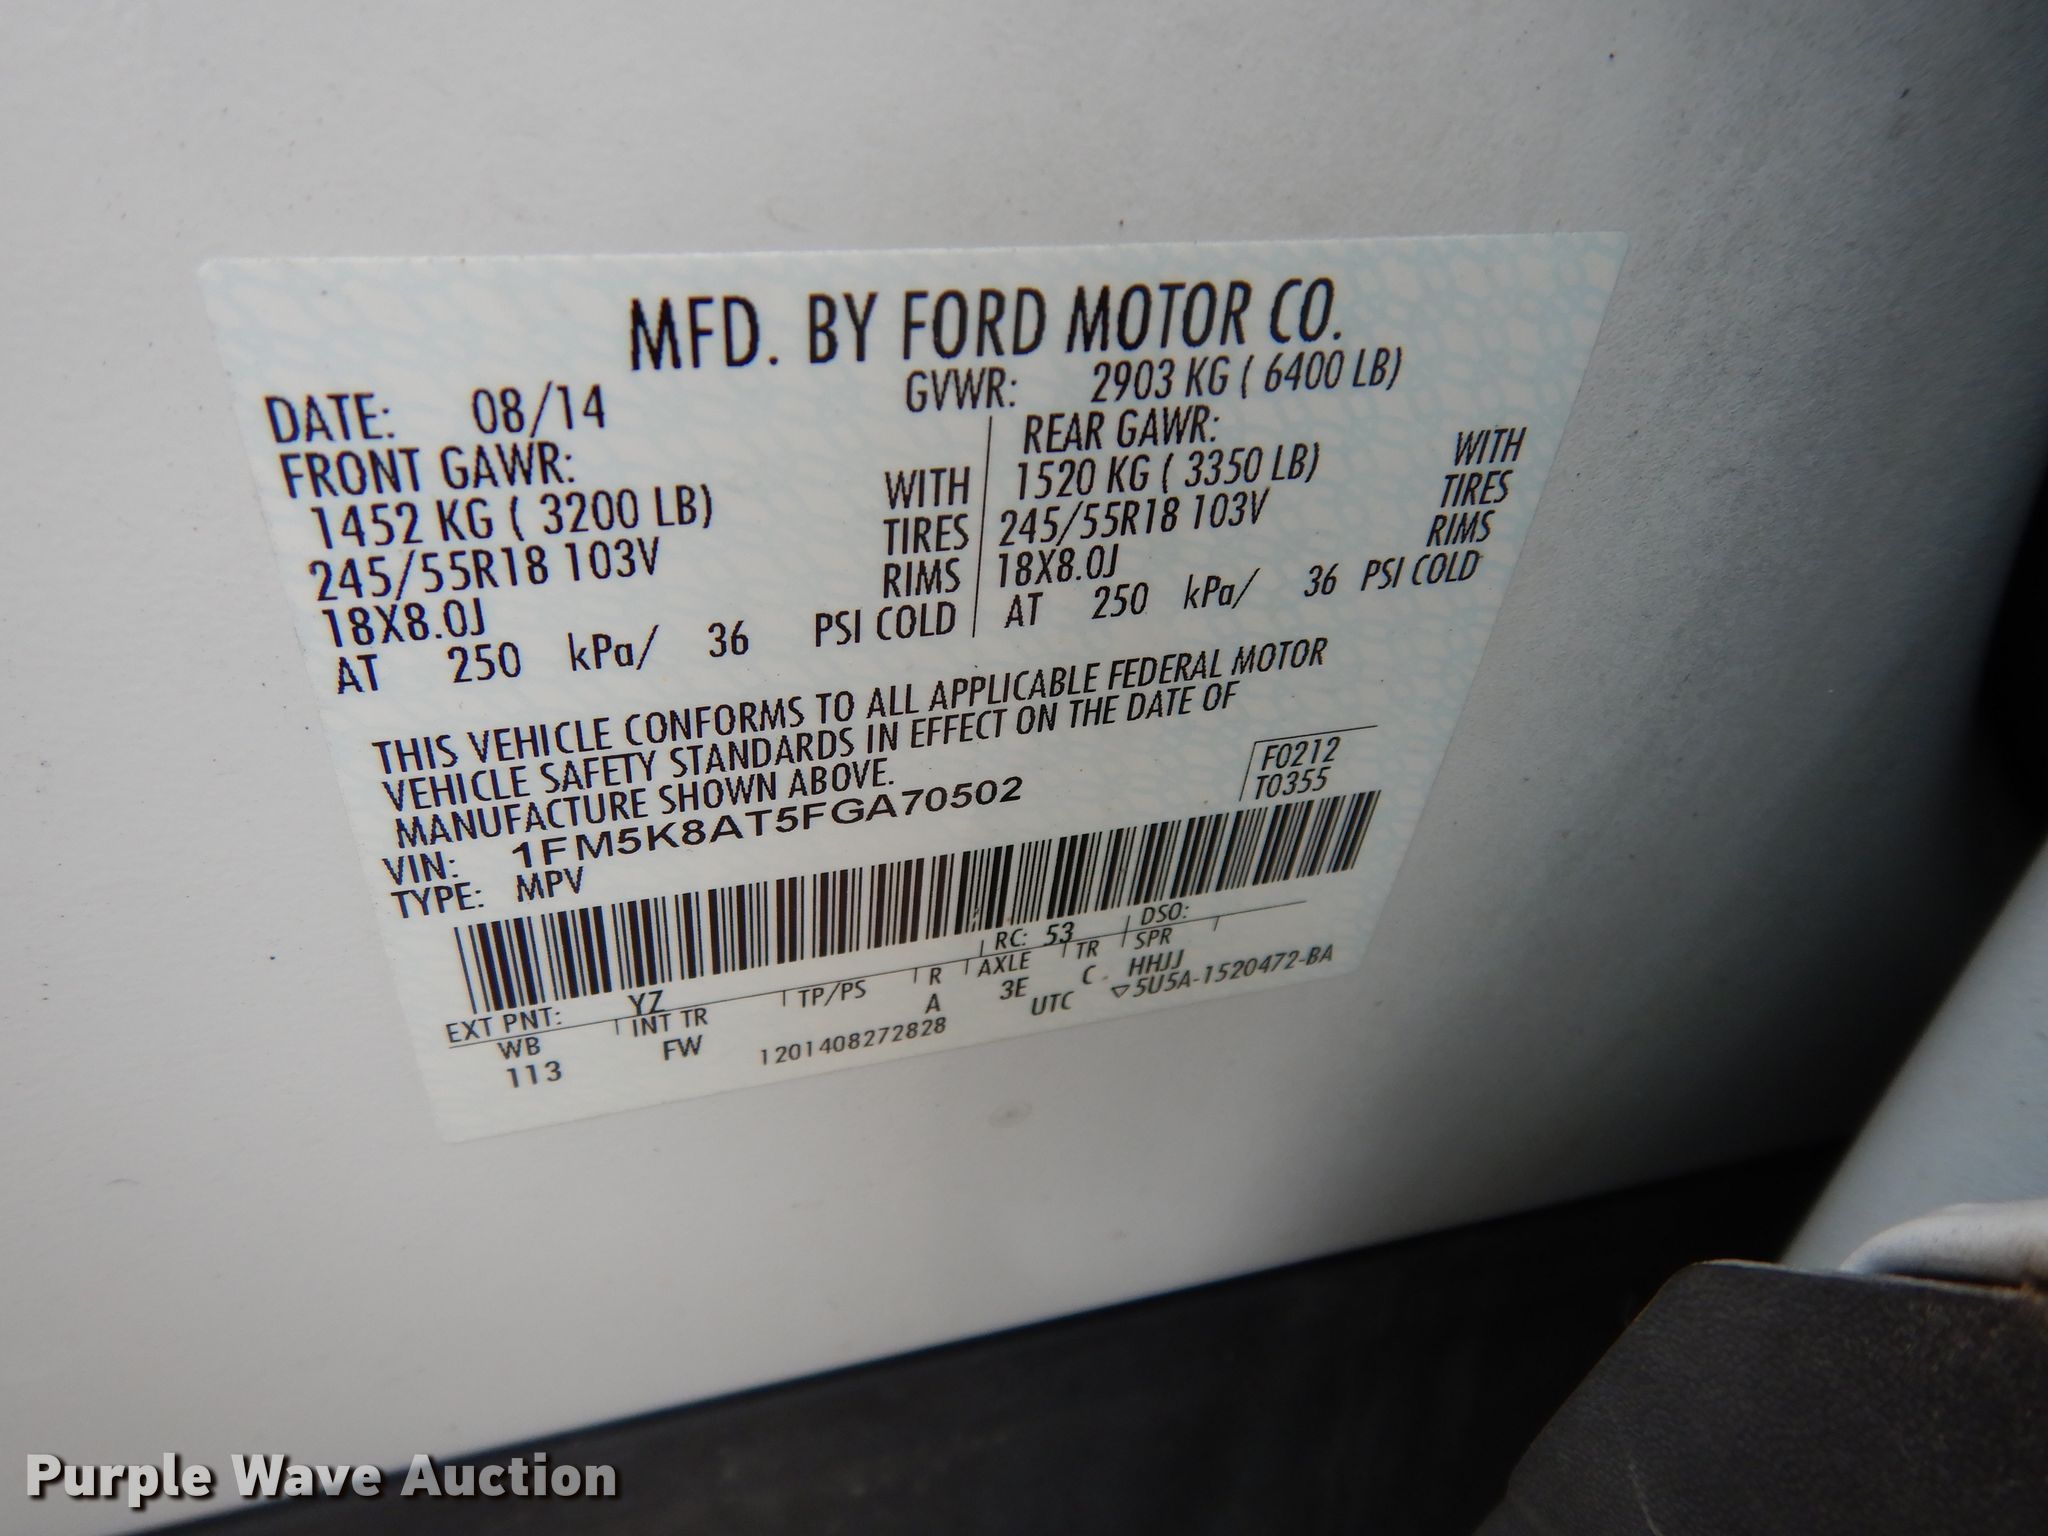 MFD. BY FORD MOTOR CO.
DATE: 08/14 GVWR: 2903 KG ( 6400 LB)
FRONT GAWR: REAR GAWR:
1452 KG ( 3200 LB) WITH 1520 KG ( 3350 LB) WITH
245/55R18 103V TIRES 245/55R18 103V TIRES
18X8.0J RIMS 18X8.0J RIMS
AT 250 kPa/ 36 PSI COLD AT 250 kPa/ 36 PSI COLD
THIS VEHICLE CONFORMS TO ALL APPLICABLE FEDERAL MOTOR
VEHICLE SAFETY STANDARDS IN EFFECT ON THE DATE OF
MANUFACTURE SHOWN ABOVE.
F0212
VIN: 1FM5K8AT5FGA70502 T0355
TYPE: MPV
EXT PNT: YZ RC: 53 DSO:
WB INT TR TP/PS R AXLE TR SPR
113 FW A 3E C HHJJ
1201408272828 UTC ▽5U5A-1520472-BA
Purple Wave Auction